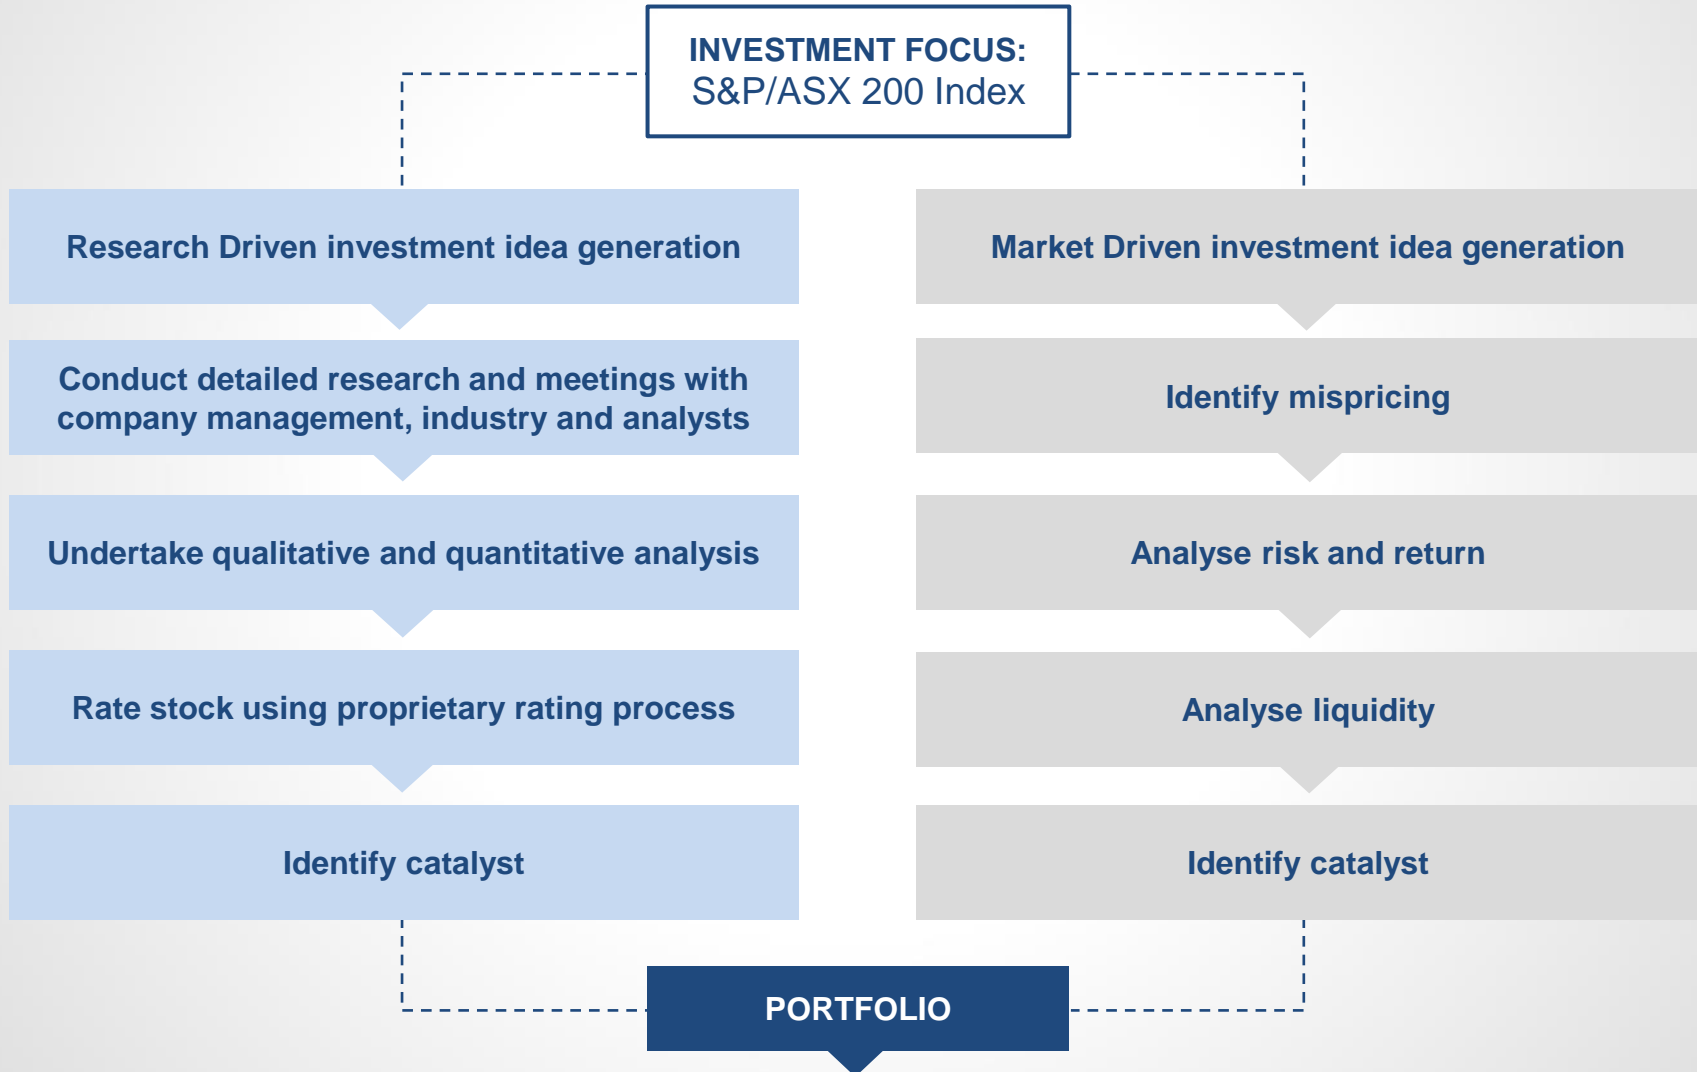 INVESTMENT FOCUS:
S&P/ASX 200 Index
Research Driven investment idea generation
Conduct detailed research and meetings with
company management, industry and analysts
Undertake qualitative and quantitative analysis
Rate stock using proprietary rating process
Identify catalyst
Market Driven investment idea generation
Identify mispricing
Analyse risk and return
Analyse liquidity
Identify catalyst
PORTFOLIO